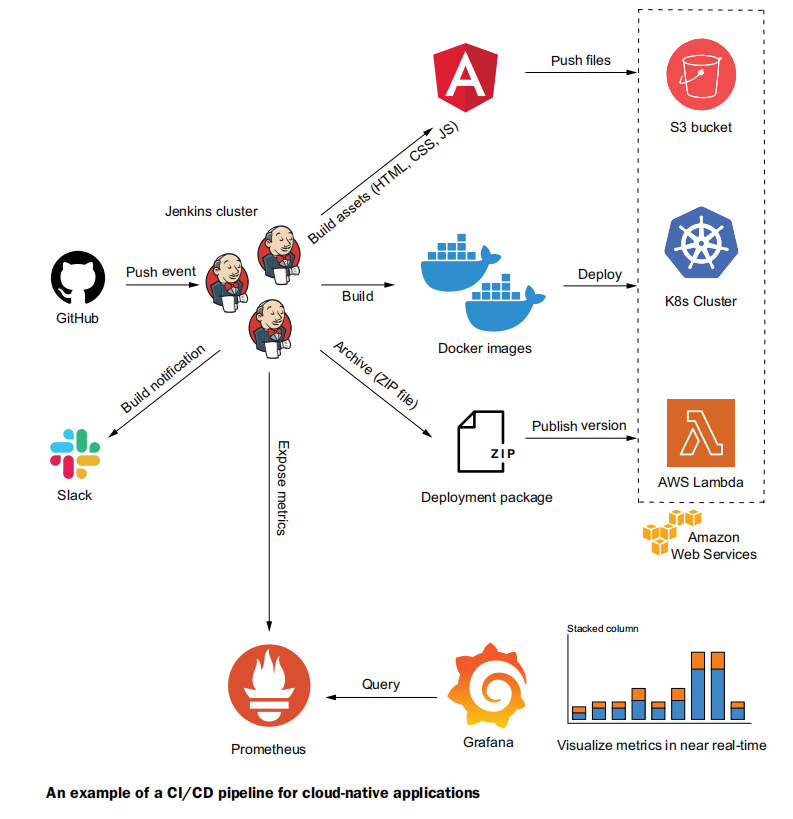 Push files
S3 bucket
Build assets (HTML, CSS, JS)
Jenkins cluster
Push event
GitHub
Build
Docker images
Deploy
K8s Cluster
Build notification
Slack
Archive (ZIP file)
ZIP
Deployment package
Publish version
AWS Lambda
Amazon
Web Services
Expose metrics
Prometheus
Query
Grafana
Stacked column
Visualize metrics in near real-time
An example of a CI/CD pipeline for cloud-native applications